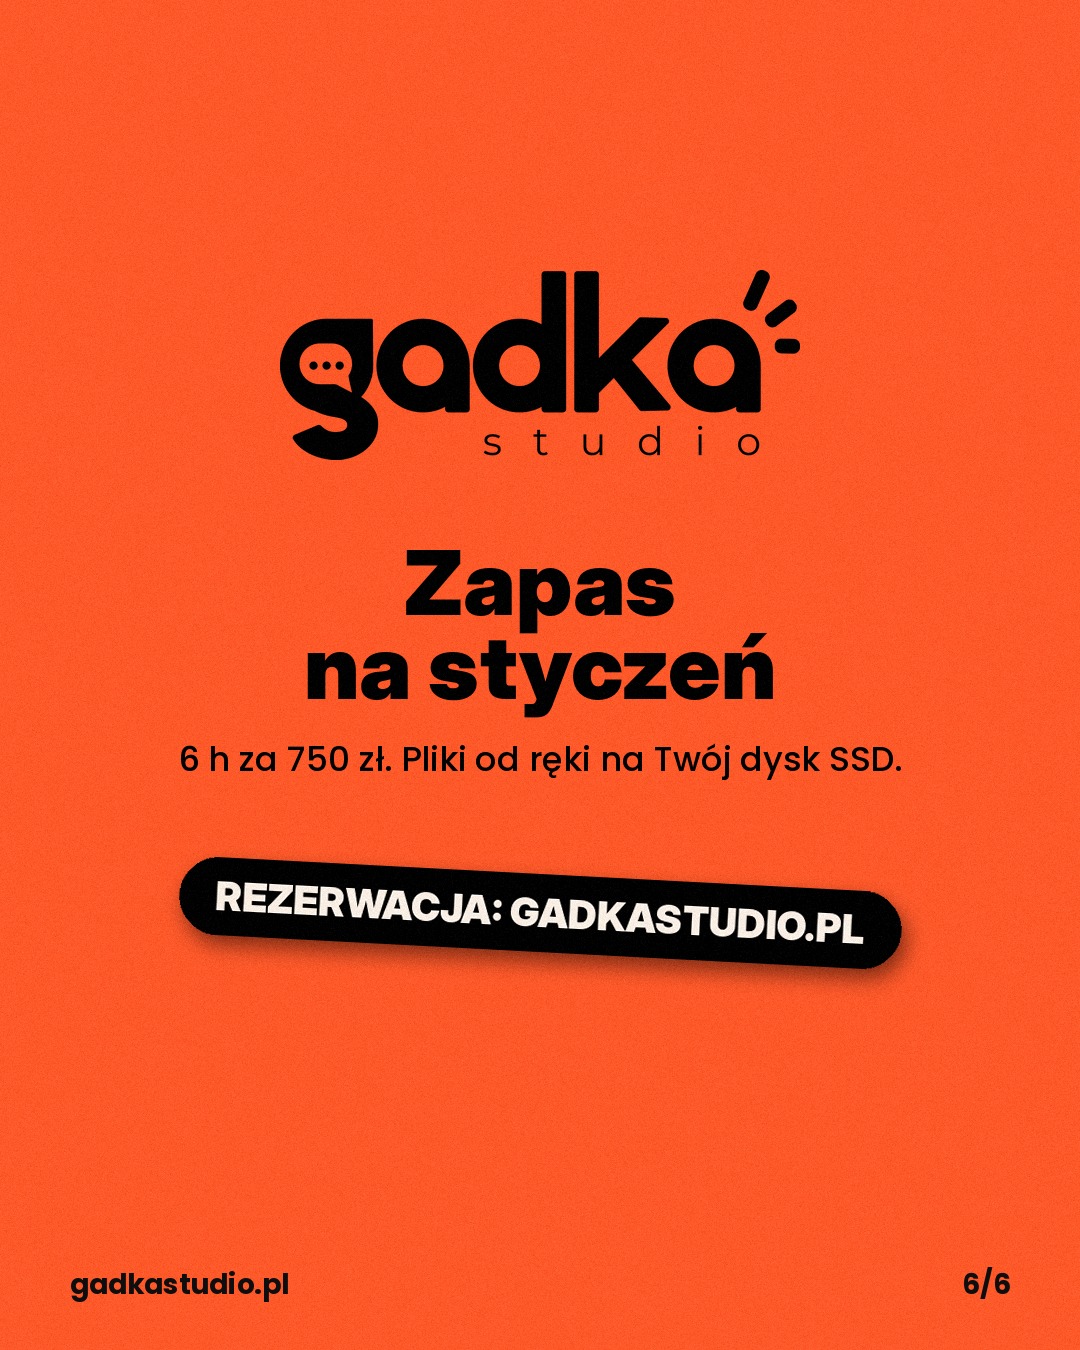 gadka
studio
Zapas
na styczeń
6 h za 750 zł. Pliki od ręki na Twój dysk SSD.
REZERWACJA: GADKASTUDIO.PL
gadkastudio.pl
6/6